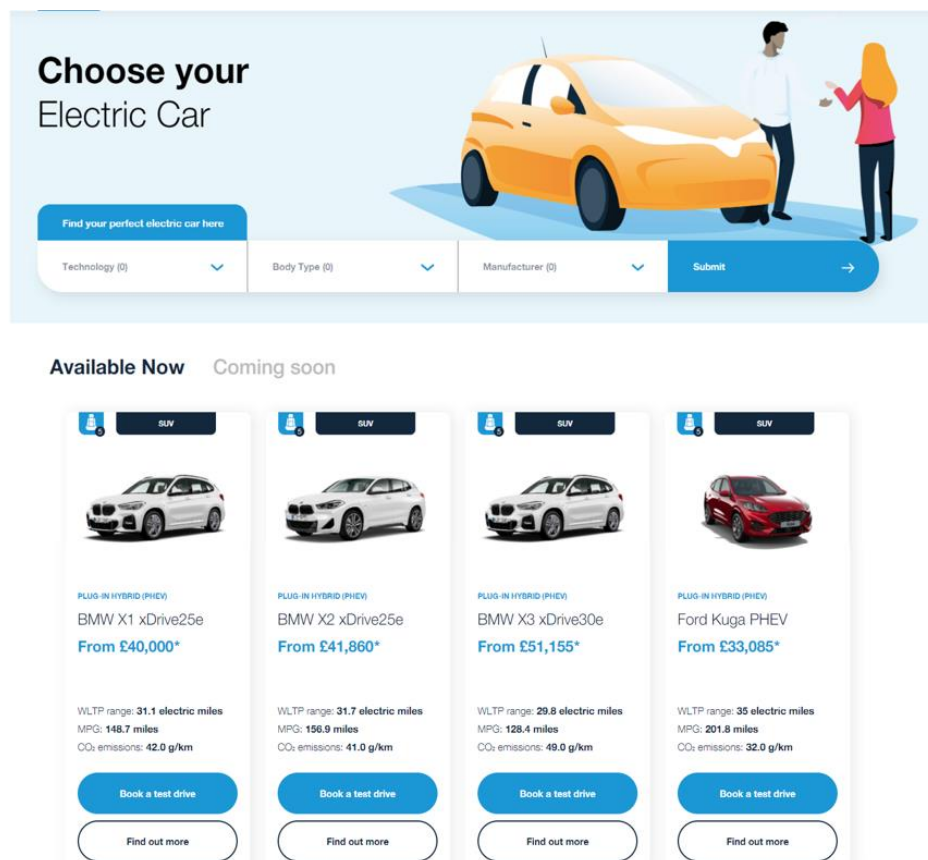 Choose your
Electric Car
Find your perfect electric car here
Technology (0)
Body Type (0)
Manufacturer (0)
Submit
Available Now
Coming soon
5
SUV
5
SUV
5
SUV
5
SUV
PLUG-IN HYBRID (PHEV)
BMW X1 xDrive25e
From £40,000*
WLTP range: 31.1 electric miles
MPG: 148.7 miles
CO₂ emissions: 42.0 g/km
Book a test drive
Find out more
PLUG-IN HYBRID (PHEV)
BMW X2 xDrive25e
From £41,860*
WLTP range: 31.7 electric miles
MPG: 156.9 miles
CO₂ emissions: 41.0 g/km
Book a test drive
Find out more
PLUG-IN HYBRID (PHEV)
BMW X3 xDrive30e
From £51,155*
WLTP range: 29.8 electric miles
MPG: 128.4 miles
CO₂ emissions: 49.0 g/km
Book a test drive
Find out more
PLUG-IN HYBRID (PHEV)
Ford Kuga PHEV
From £33,085*
WLTP range: 35 electric miles
MPG: 201.8 miles
CO₂ emissions: 32.0 g/km
Book a test drive
Find out more